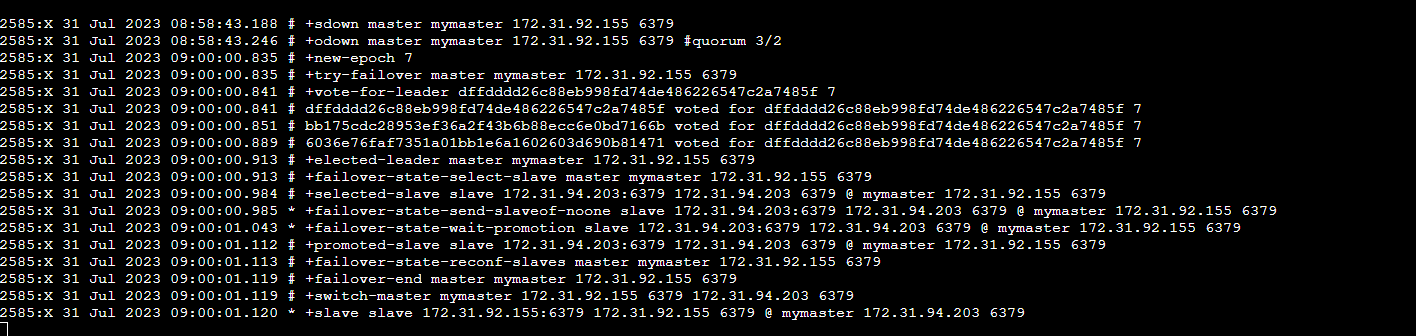 2585:X 31 Jul 2023 08:58:43.188 # +sdown master mymaster 172.31.92.155 6379
2585:X 31 Jul 2023 08:58:43.246 # +odown master mymaster 172.31.92.155 6379 #quorum 3/2
2585:X 31 Jul 2023 09:00:00.835 # +new-epoch 7
2585:X 31 Jul 2023 09:00:00.835 # +try-failover master mymaster 172.31.92.155 6379
2585:X 31 Jul 2023 09:00:00.841 # +vote-for-leader dffdddd26c88eb998fd74de486226547c2a7485f 7
2585:X 31 Jul 2023 09:00:00.841 # dffdddd26c88eb998fd74de486226547c2a7485f voted for dffdddd26c88eb998fd74de486226547c2a7485f 7
2585:X 31 Jul 2023 09:00:00.851 # bb175cdc28953ef36a2f43b6b88ecc6e0bd7166b voted for dffdddd26c88eb998fd74de486226547c2a7485f 7
2585:X 31 Jul 2023 09:00:00.889 # 6036e76faf7351a01bb1e6a1602603d690b81471 voted for dffdddd26c88eb998fd74de486226547c2a7485f 7
2585:X 31 Jul 2023 09:00:00.913 # +elected-leader master mymaster 172.31.92.155 6379
2585:X 31 Jul 2023 09:00:00.913 # +failover-state-select-slave master mymaster 172.31.92.155 6379
2585:X 31 Jul 2023 09:00:00.984 # +selected-slave slave 172.31.94.203:6379 172.31.94.203 6379 @ mymaster 172.31.92.155 6379
2585:X 31 Jul 2023 09:00:00.985 * +failover-state-send-slaveof-noone slave 172.31.94.203:6379 172.31.94.203 6379 @ mymaster 172.31.92.155 6379
2585:X 31 Jul 2023 09:00:01.043 * +failover-state-wait-promotion slave 172.31.94.203:6379 172.31.94.203 6379 @ mymaster 172.31.92.155 6379
2585:X 31 Jul 2023 09:00:01.112 # +promoted-slave slave 172.31.94.203:6379 172.31.94.203 6379 @ mymaster 172.31.92.155 6379
2585:X 31 Jul 2023 09:00:01.113 # +failover-state-reconf-slaves master mymaster 172.31.92.155 6379
2585:X 31 Jul 2023 09:00:01.119 # +failover-end master mymaster 172.31.92.155 6379
2585:X 31 Jul 2023 09:00:01.119 # +switch-master mymaster 172.31.92.155 6379 172.31.94.203 6379
2585:X 31 Jul 2023 09:00:01.120 * +slave slave 172.31.92.155:6379 172.31.92.155 6379 @ mymaster 172.31.94.203 6379